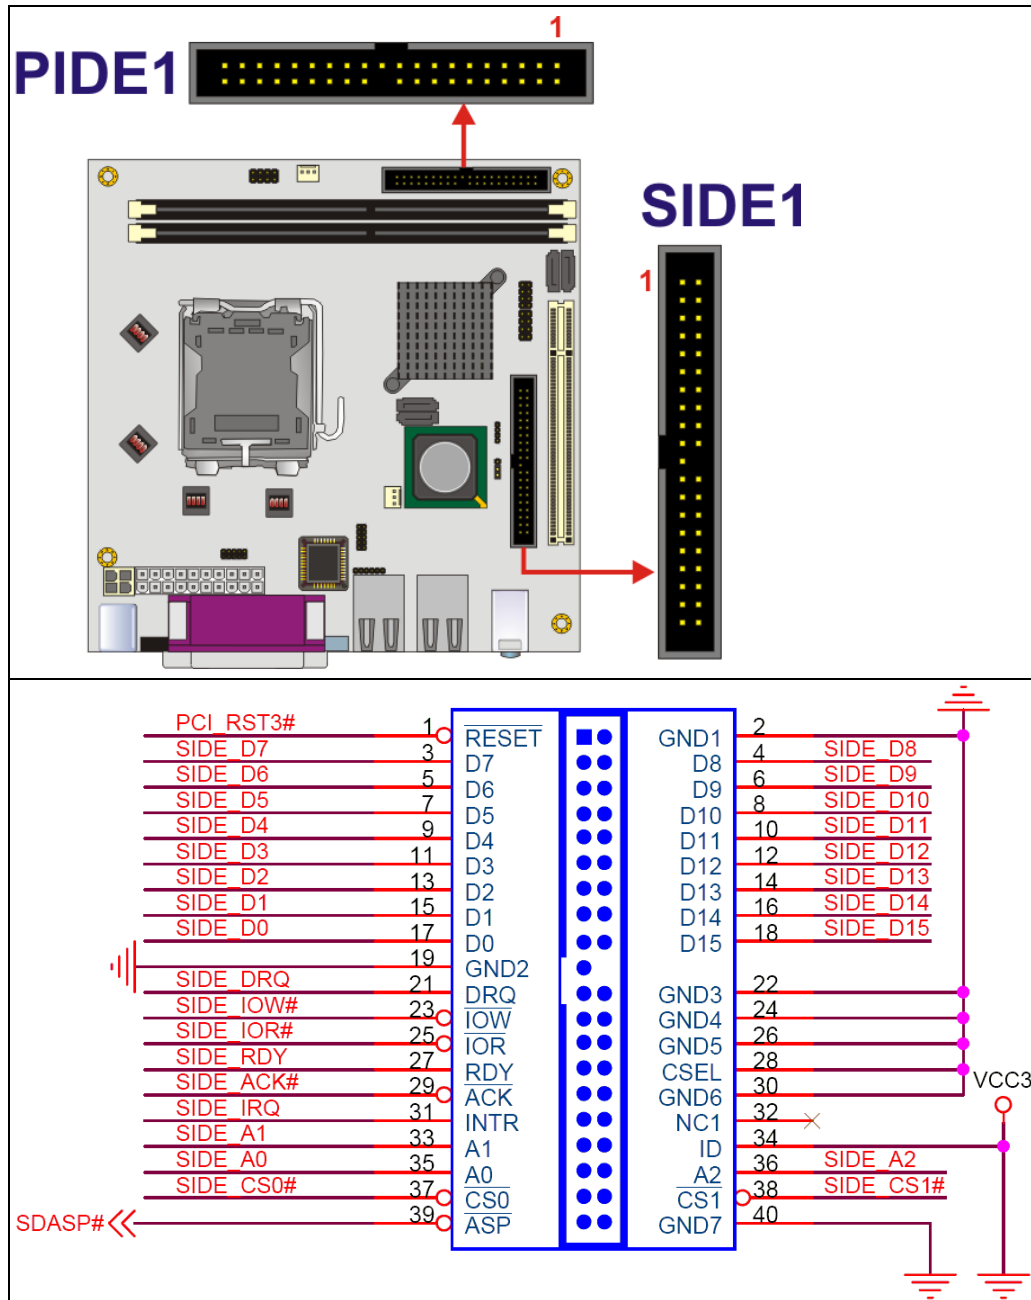 1
PIDE1
SIDE1
1
PCI_RST3# 1 RESET GND1 2
SIDE_D7 3 D7 D8 4 SIDE_D8
SIDE_D6 5 D6 D9 6 SIDE_D9
SIDE_D5 7 D5 D10 8 SIDE_D10
SIDE_D4 9 D4 D11 10 SIDE_D11
SIDE_D3 11 D3 D12 12 SIDE_D12
SIDE_D2 13 D2 D13 14 SIDE_D13
SIDE_D1 15 D1 D14 16 SIDE_D14
SIDE_D0 17 D0 D15 18 SIDE_D15
19 GND2
SIDE_DRQ 21 DRQ GND3 22
SIDE_IOW# 23 IOW GND4 24
SIDE_IOR# 25 IOR GND5 26
SIDE_RDY 27 RDY CSEL 28
SIDE_ACK# 29 ACK GND6 30 VCC3
SIDE_IRQ 31 INTR NC1 32
SIDE_A1 33 A1 ID 34
SIDE_A0 35 A0 A2 36 SIDE_A2
SIDE_CS0# 37 CS0 CS1 38 SIDE_CS1#
SDASP# 39 ASP GND7 40